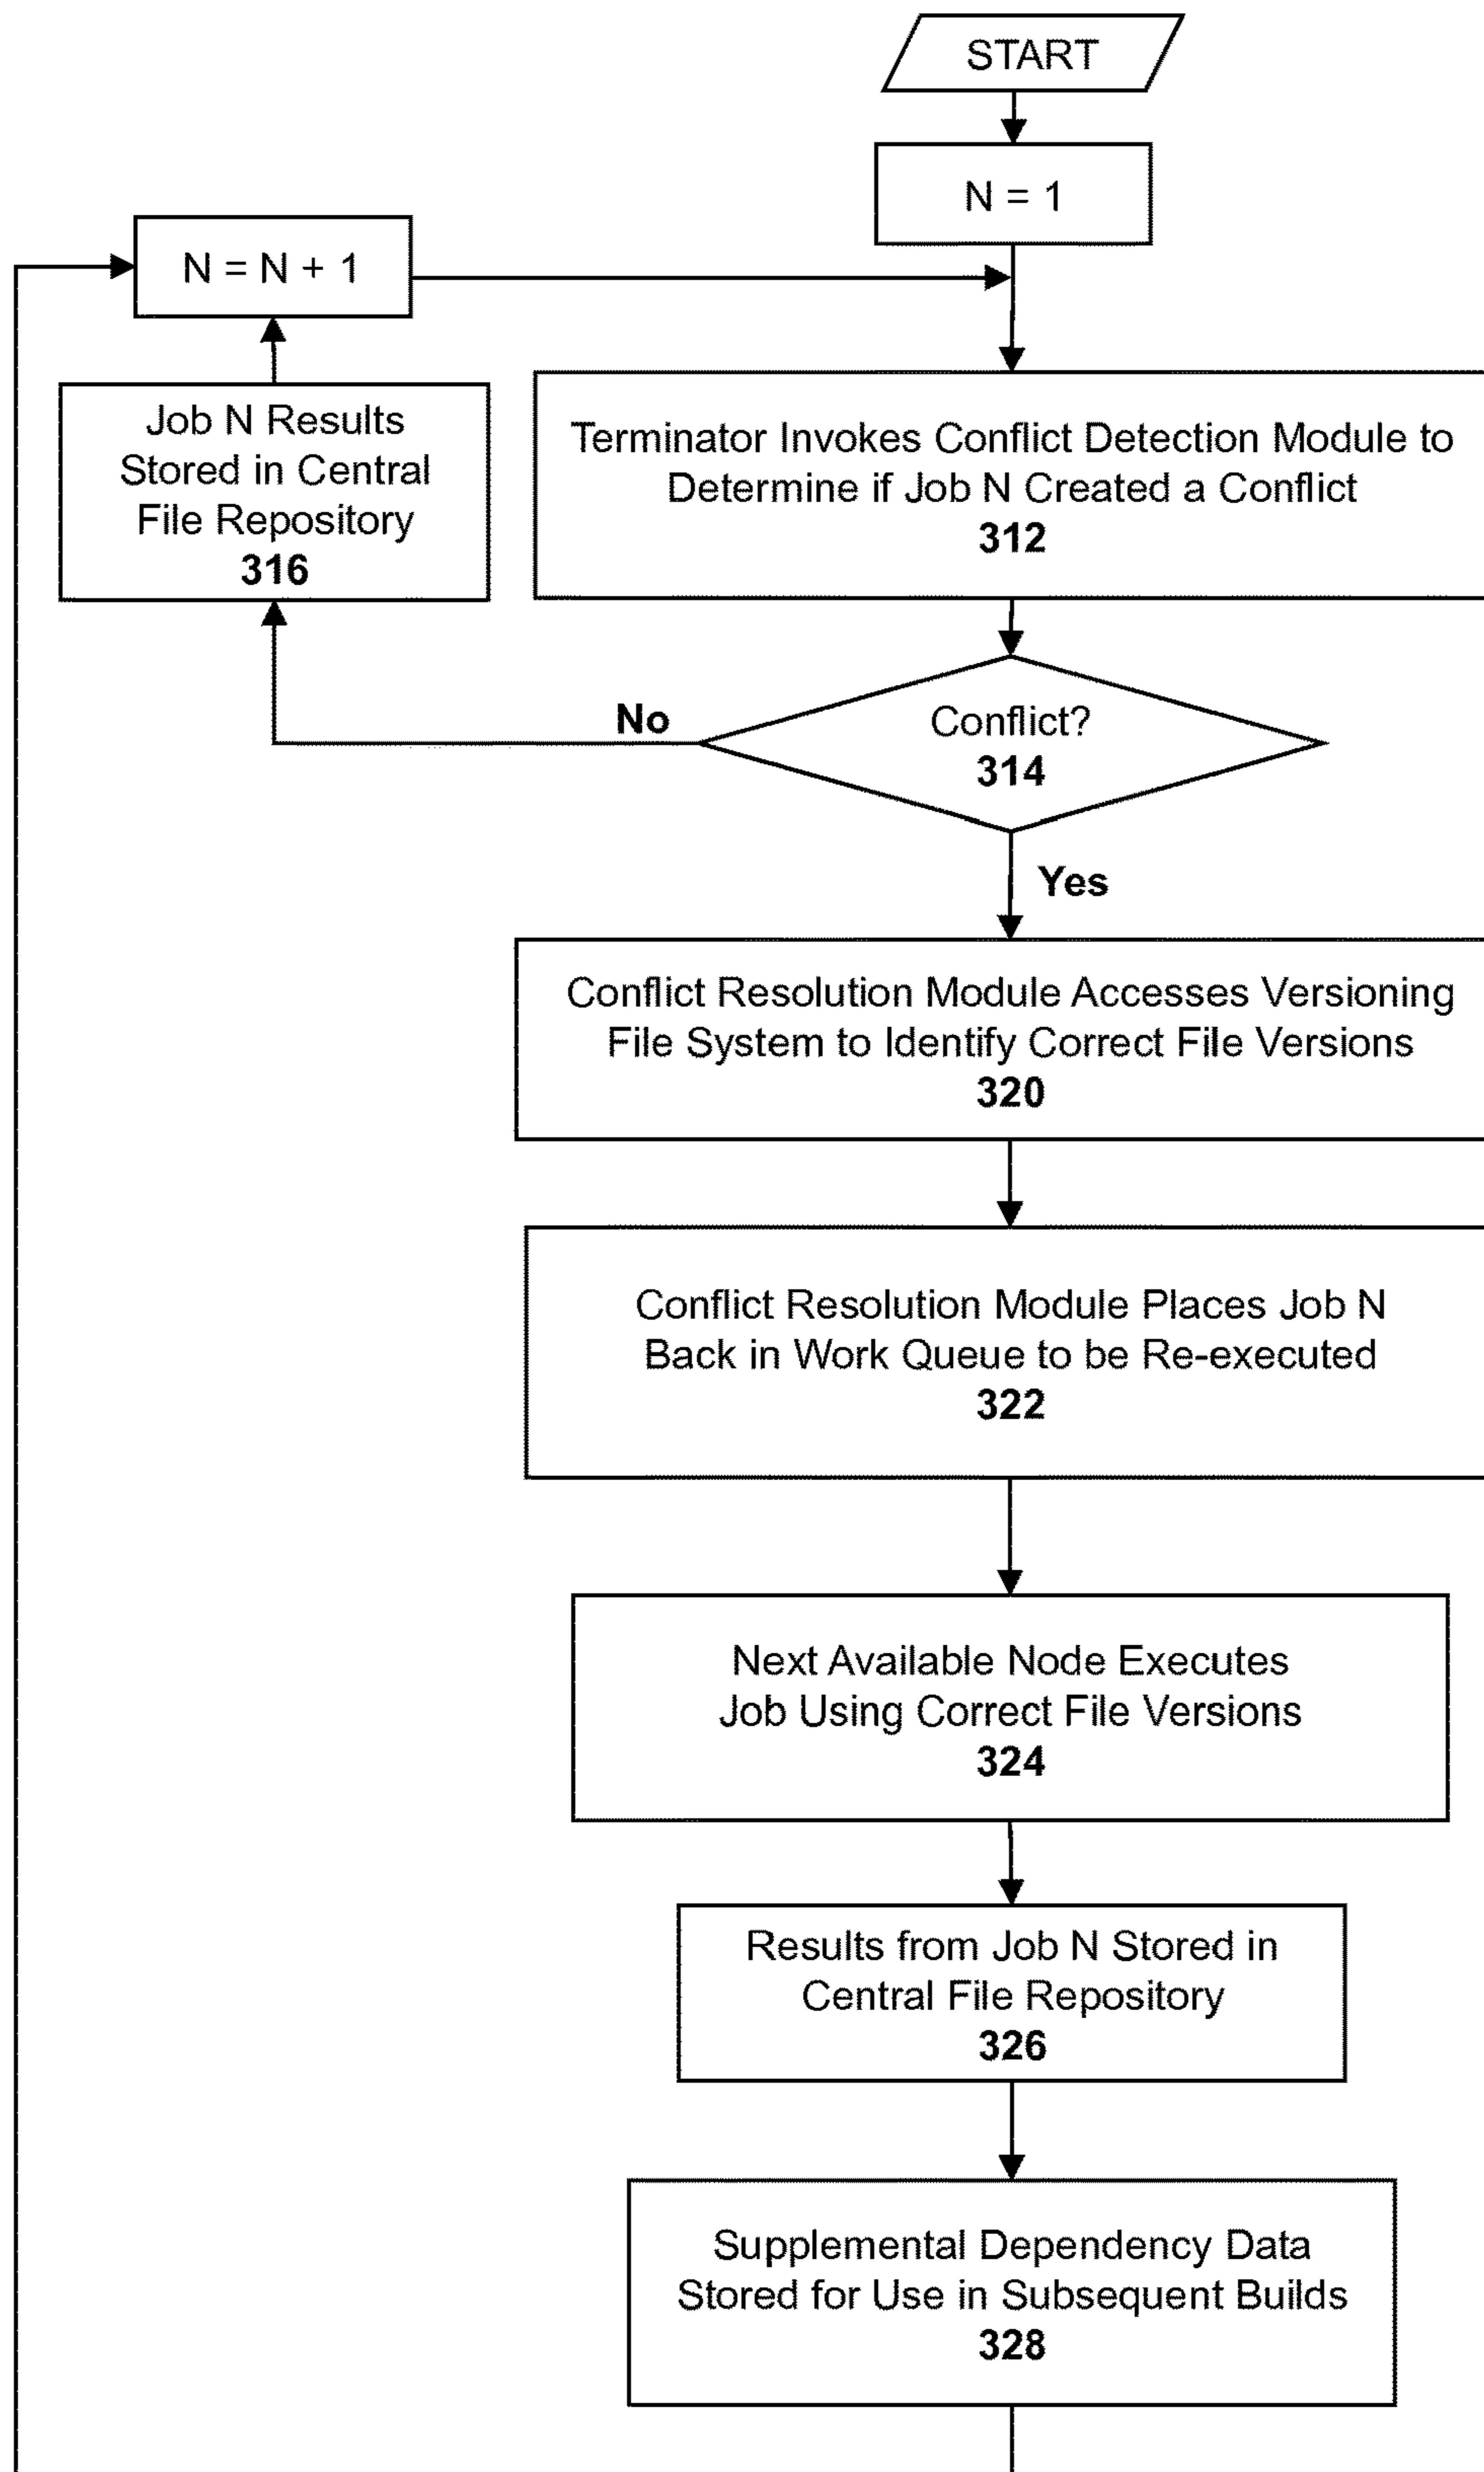 START
N = 1
N = N + 1
Job N Results
Stored in Central
File Repository
316
Terminator Invokes Conflict Detection Module to
Determine if Job N Created a Conflict
312
Conflict?
314
No
Yes
Conflict Resolution Module Accesses Versioning
File System to Identify Correct File Versions
320
Conflict Resolution Module Places Job N
Back in Work Queue to be Re-executed
322
Next Available Node Executes
Job Using Correct File Versions
324
Results from Job N Stored in
Central File Repository
326
Supplemental Dependency Data
Stored for Use in Subsequent Builds
328